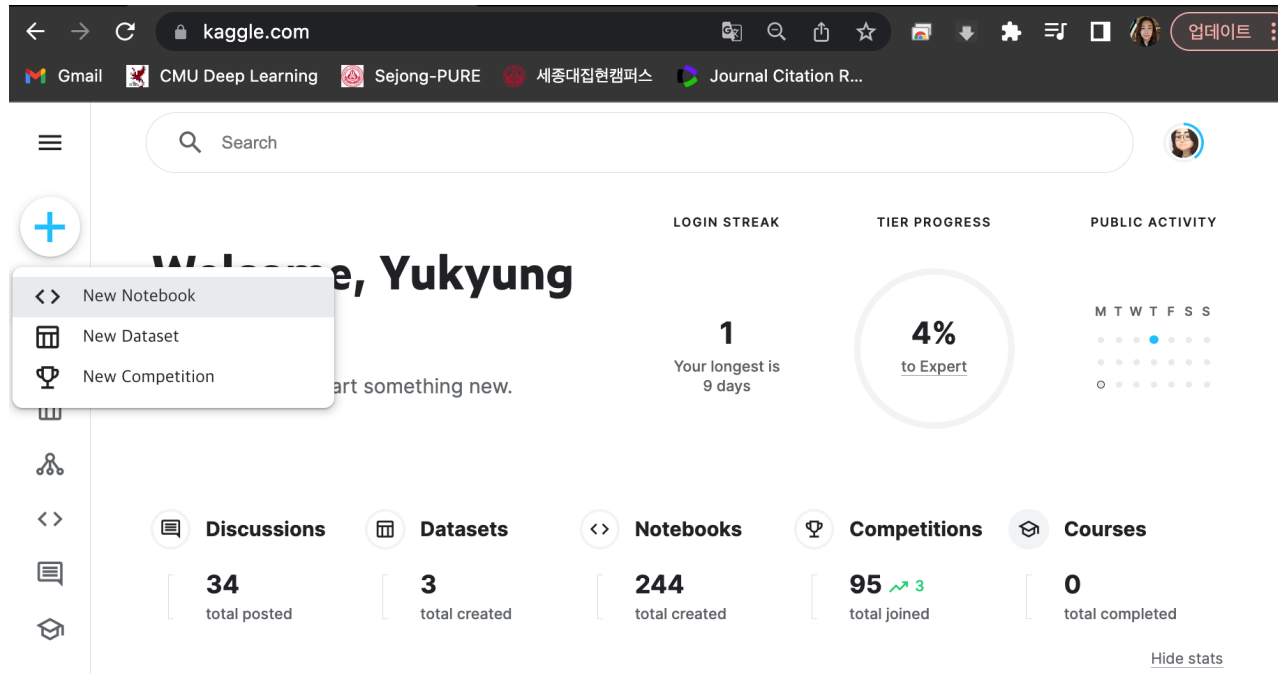 kaggle.com
업데이트
Gmail
CMU Deep Learning
Sejong-PURE
세종대집현캠퍼스
Journal Citation R...
Search
LOGIN STREAK
TIER PROGRESS
PUBLIC ACTIVITY
e, Yukyung
New Notebook
New Dataset
New Competition
art something new.
1
Your longest is
9 days
4%
to Expert
M T W T F S S
Discussions
34
total posted
Datasets
3
total created
Notebooks
244
total created
Competitions
95 3
total joined
Courses
0
total completed
Hide stats